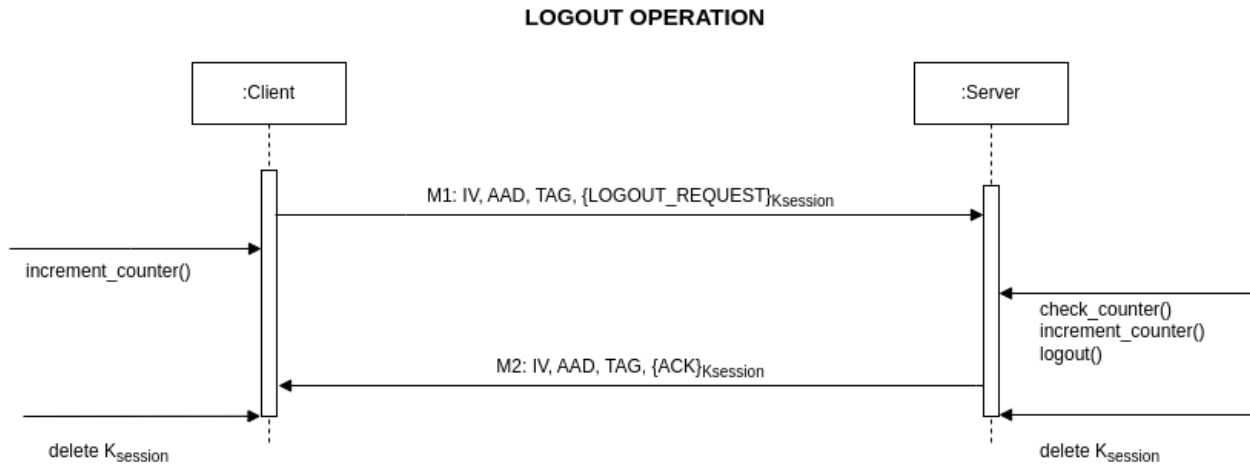 LOGOUT OPERATION
:Client
:Server
M1: IV, AAD, TAG, {LOGOUT_REQUEST}Ksession
increment_counter()
check_counter()
increment_counter()
logout()
M2: IV, AAD, TAG, {ACK}Ksession
delete Ksession
delete Ksession